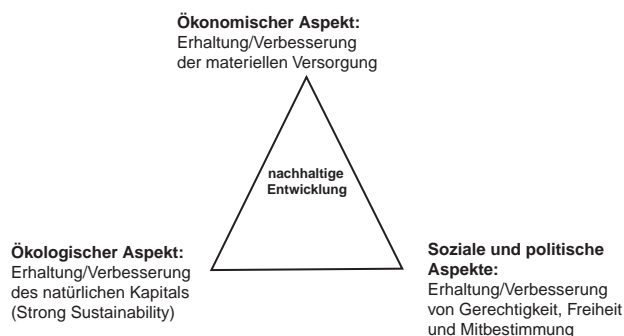 Ökonomischer Aspekt:
Erhaltung/Verbesserung
der materiellen Versorgung
nachhaltige
Entwicklung
Ökologischer Aspekt:
Erhaltung/Verbesserung
des natürlichen Kapitals
(Strong Sustainability)
Soziale und politische
Aspekte:
Erhaltung/Verbesserung
von Gerechtigkeit, Freiheit
und Mitbestimmung